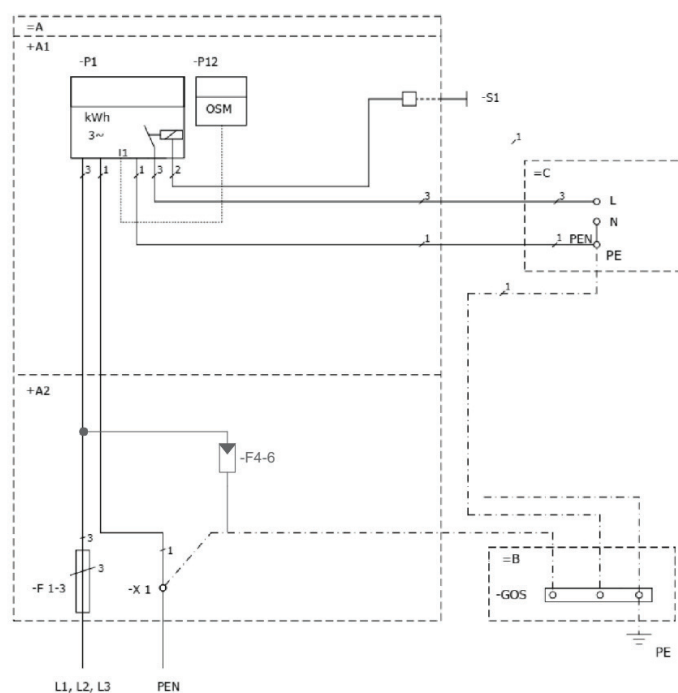 =A
+A1
-P1
-P12
kWh
3~
OSM
-S1
I1
3
1
1
3
2
1
=C
3
3
L
N
1
1
PEN
PE
1
+A2
-F4-6
3
3
1
-F 1-3
-X 1
=B
-GOS
PE
L1, L2, L3
PEN